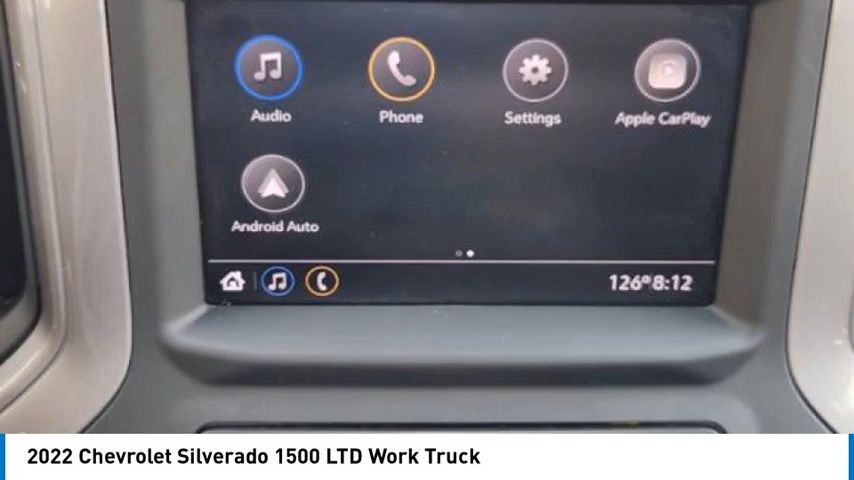 Audio Phone Settings Apple CarPlay
Android Auto
126° 8:12
2022 Chevrolet Silverado 1500 LTD Work Truck